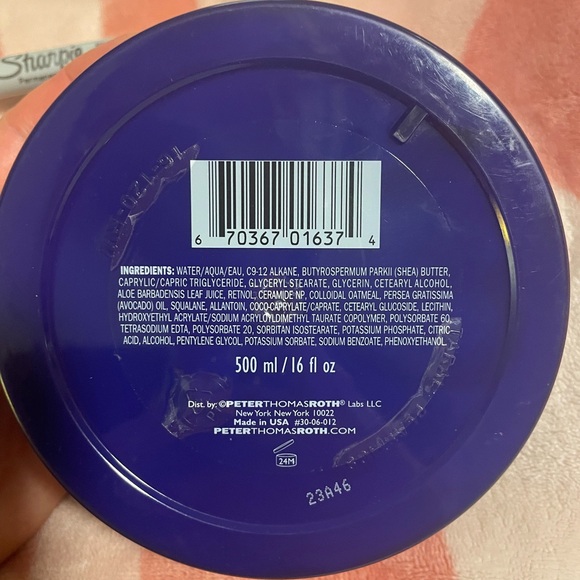 Sharpie
6 70367 01637 4
INGREDIENTS: WATER/AQUA/EAU, C9-12 ALKANE, BUTYROSPERMUM PARKII (SHEA) BUTTER,
CAPRYLIC/CAPRIC TRIGLYCERIDE, GLYCERYL STEARATE, GLYCERIN, CETEARYL ALCOHOL,
ALOE BARBADENSIS LEAF JUICE, RETINOL, CERAMIDE NP, COLLOIDAL OATMEAL, PERSEA GRATISSIMA
(AVOCADO) OIL, SQUALANE, ALLANTOIN, COCO-CAPRYLATE/CAPRATE, CETEARYL GLUCOSIDE, LECITHIN,
HYDROXYETHYL ACRYLATE/SODIUM ACRYLOYLDIMETHYL TAURATE COPOLYMER, POLYSORBATE 60,
TETRASODIUM EDTA, POLYSORBATE 20, SORBITAN ISOSTEARATE, POTASSIUM PHOSPHATE, CITRIC
ACID, ALCOHOL, PENTYLENE GLYCOL, POTASSIUM SORBATE, SODIUM BENZOATE, PHENOXYETHANOL.
500 ml/16 fl oz
Dist. by: ©PETERTHOMASROTH® Labs LLC
New York New York 10022
Made in USA #30-06-012
PETERTHOMASROTH.COM
24M
23A46